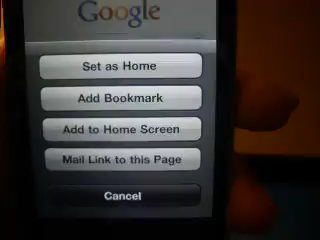 Google
Set as Home
Add Bookmark
Add to Home Screen
Mail Link to this Page
Cancel